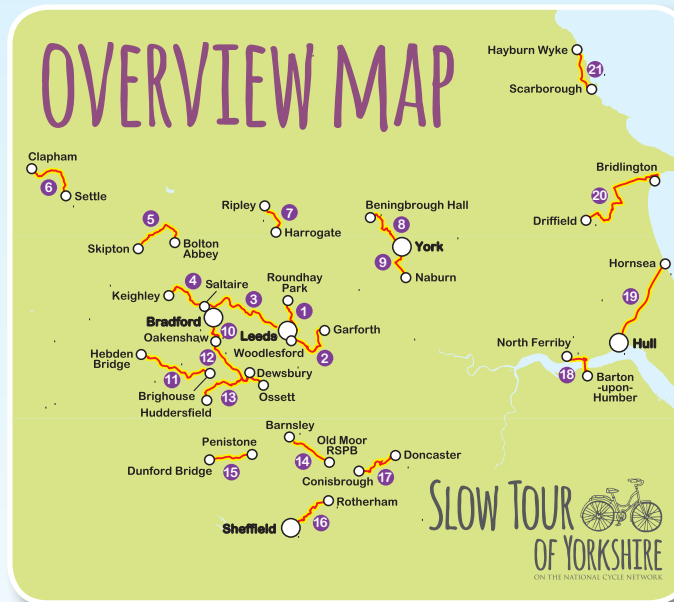 OVERVIEW MAP
Hayburn Wyke
21
Scarborough
Clapham
6
Settle
Bridlington
20
Driffield
5
Skipton
Bolton
Abbey
Ripley
7
Harrogate
Beningbrough Hall
8
York
9
Naburn
Hornsea
19
Hull
4
Saltaire
Keighley
3
Roundhay
Park
1
Bradford
10
Leeds
Garforth
Oakenshaw
Woodlesford
2
Hebden
Bridge
12
Dewsbury
11
Brighouse
13
Ossett
Huddersfield
North Ferriby
18
Barton
-upon-
Humber
Barnsley
Old Moor
RSPB
14
Penistone
Dunford Bridge
15
Doncaster
Conisbrough
17
Rotherham
Sheffield
16
SLOW TOUR
OF YORKSHIRE
ON THE NATIONAL CYCLE NETWORK